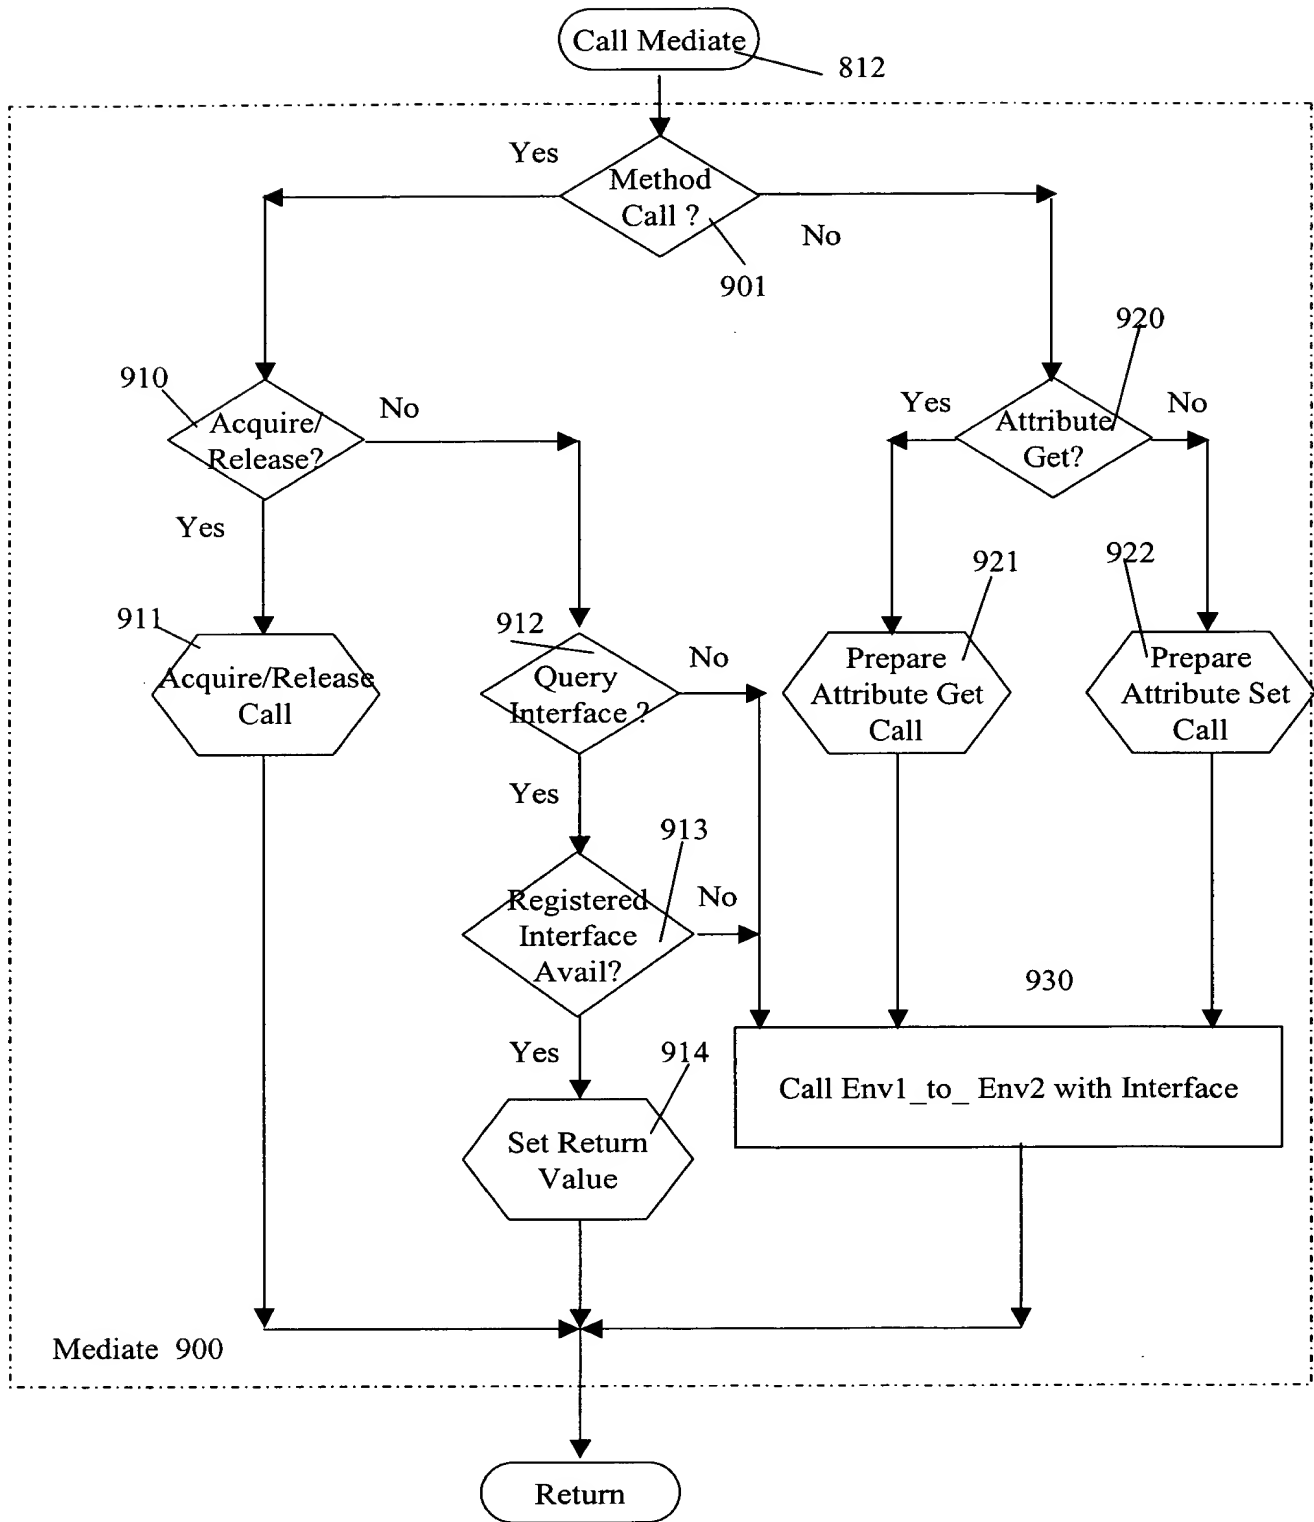 Call Mediate
812
Yes
Method
Call ?
No
901
920
910
Acquire/
Release?
No
Yes
Attribute
Get?
No
Yes
921
922
911
Acquire/Release
Call
912
Query
Interface ?
No
Prepare
Attribute Get
Call
Prepare
Attribute Set
Call
Yes
913
Registered
Interface
Avail?
No
930
Yes
914
Call Env1_to_ Env2 with Interface
Set Return
Value
Mediate 900
Return